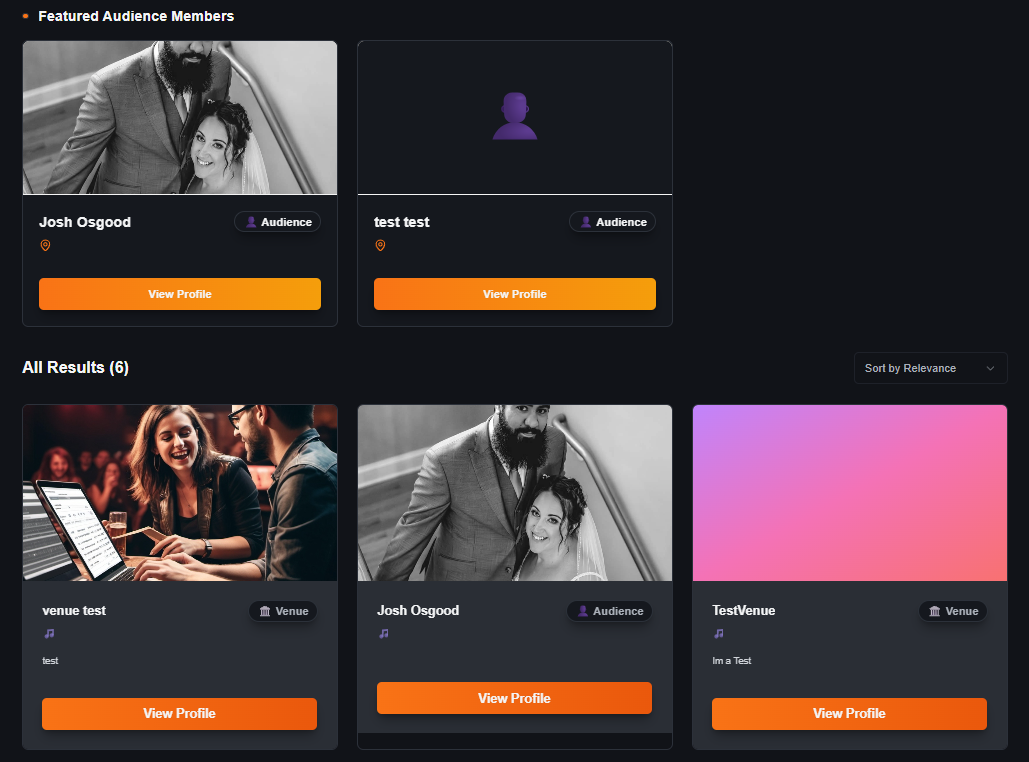 Featured Audience Members
Josh Osgood
Audience
test test
Audience
View Profile
View Profile
All Results (6)
Sort by Relevance
venue test
Venue
Josh Osgood
Audience
TestVenue
Venue
test
Im a Test
View Profile
View Profile
View Profile